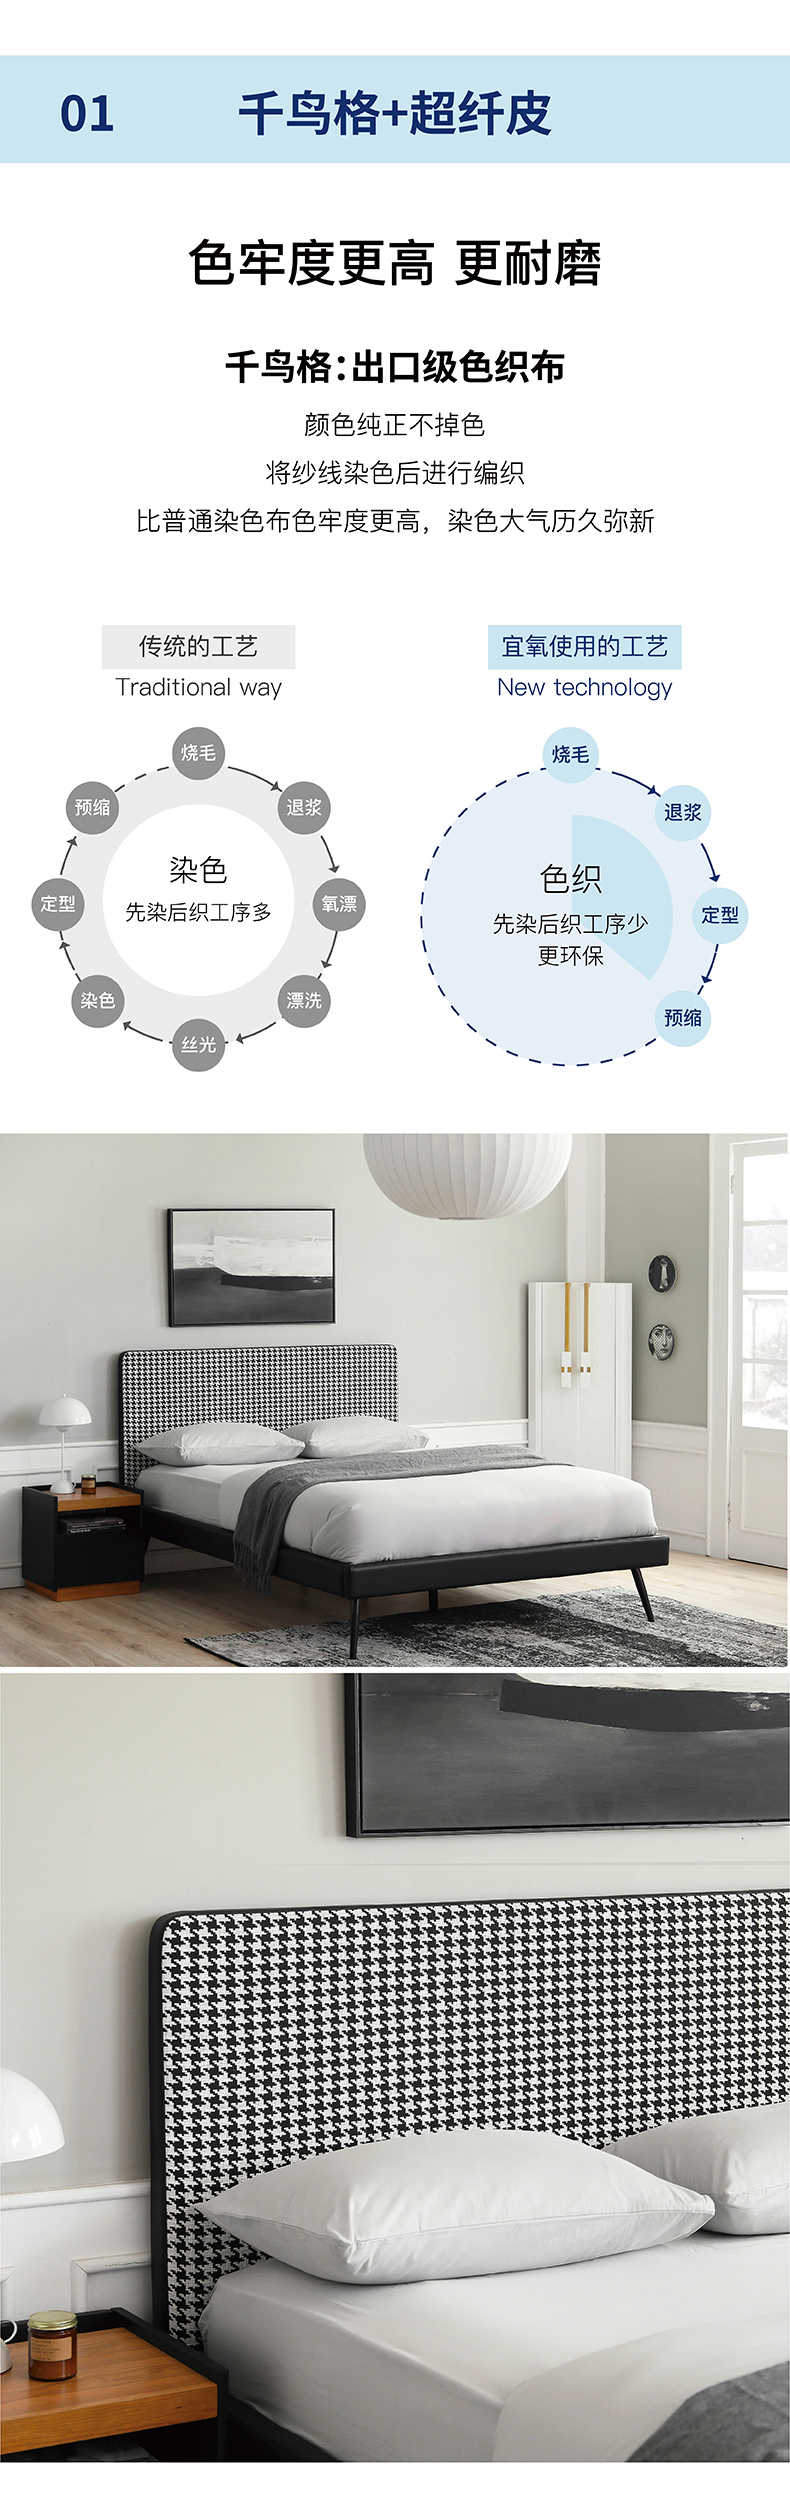 01 千鸟格+超纤皮
色牢度更高 更耐磨
千鸟格:出口级色织布
颜色纯正不掉色
将纱线染色后进行编织
比普通染色布色牢度更高，染色大气历久弥新
传统的工艺
Traditional way
烧毛
退浆
氧漂
漂洗
丝光
染色
定型
预缩
染色
先染后织工序多
宜氧使用的工艺
New technology
烧毛
退浆
定型
预缩
色织
先染后织工序少
更环保